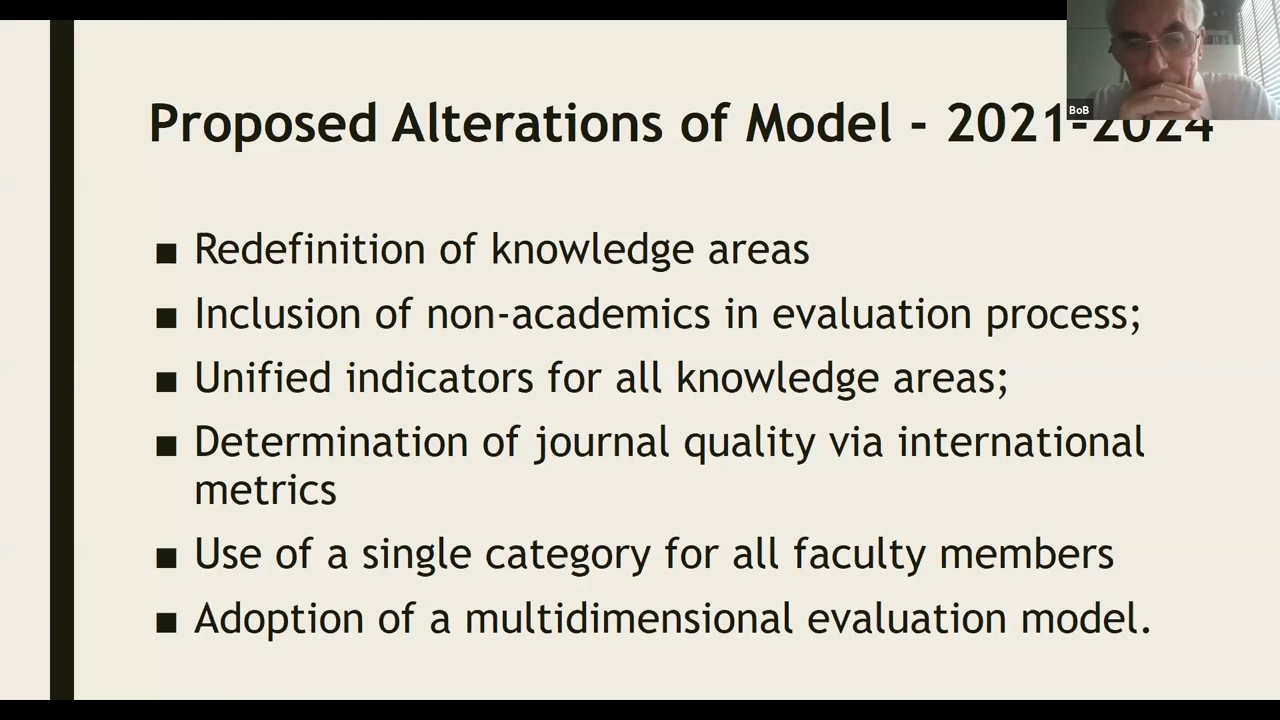 Proposed Alterations of Model - 2021-2024
BoB
■ Redefinition of knowledge areas
■ Inclusion of non-academics in evaluation process;
■ Unified indicators for all knowledge areas;
■ Determination of journal quality via international
metrics
■ Use of a single category for all faculty members
■ Adoption of a multidimensional evaluation model.